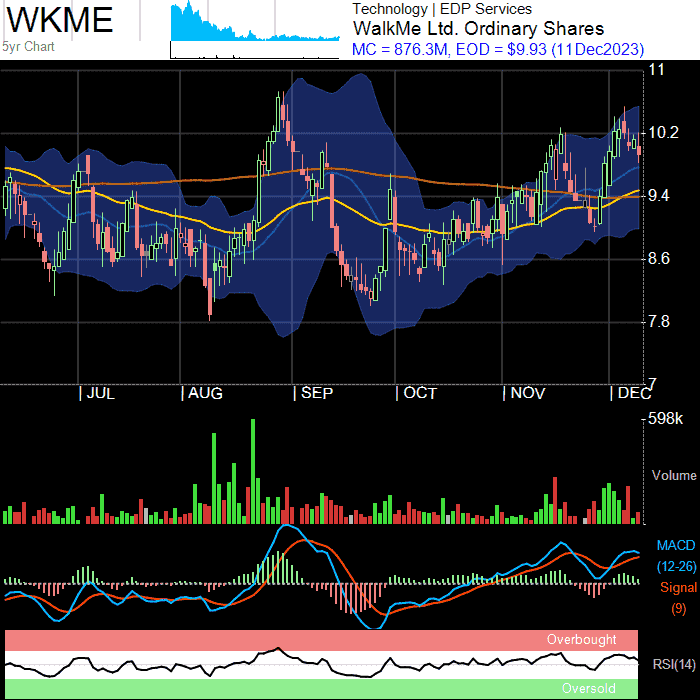 WKME
5yr Chart
Technology | EDP Services
WalkMe Ltd. Ordinary Shares
MC = 876.3M, EOD = $9.93 (11Dec2023)
11
10.2
9.4
8.6
7.8
7
| JUL
| AUG
| SEP
| OCT
| NOV
| DEC
598k
Volume
MACD
(12-26)
Signal
(9)
Overbought
RSI(14)
Oversold